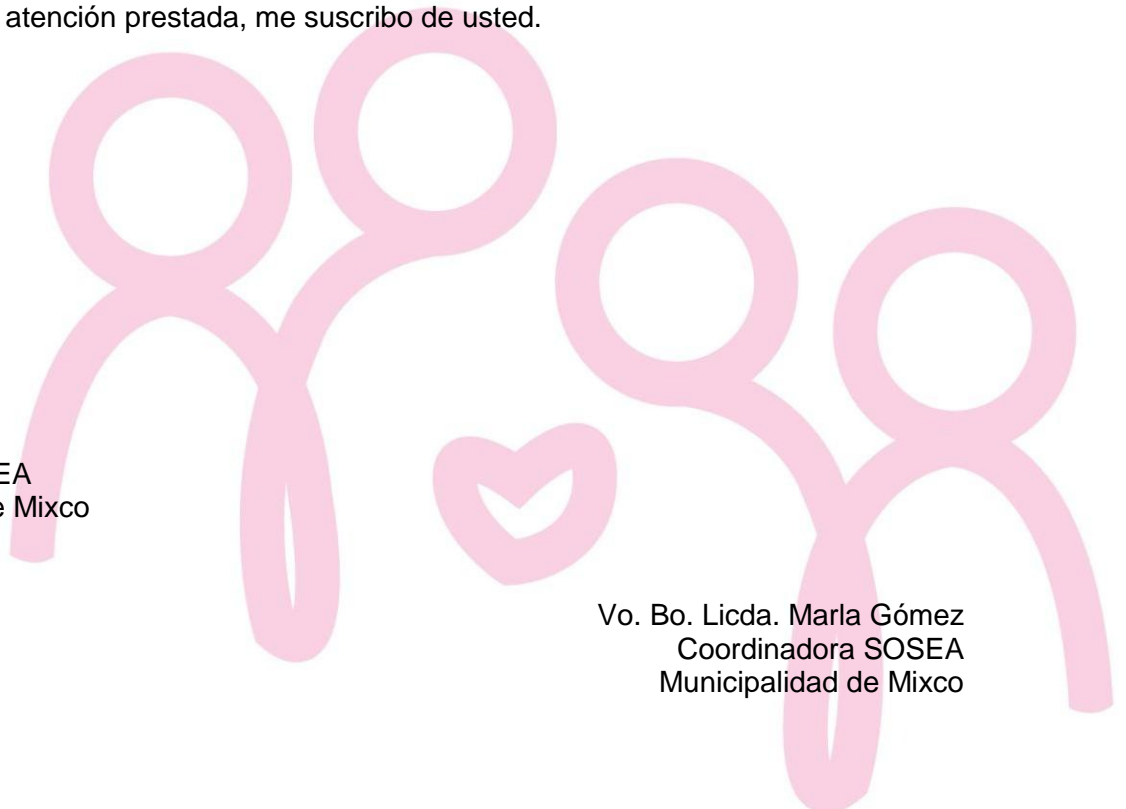 atención prestada, me suscribo de usted.
EA
e Mixco
Vo. Bo. Licda. Marla Gómez
Coordinadora SOSEA
Municipalidad de Mixco